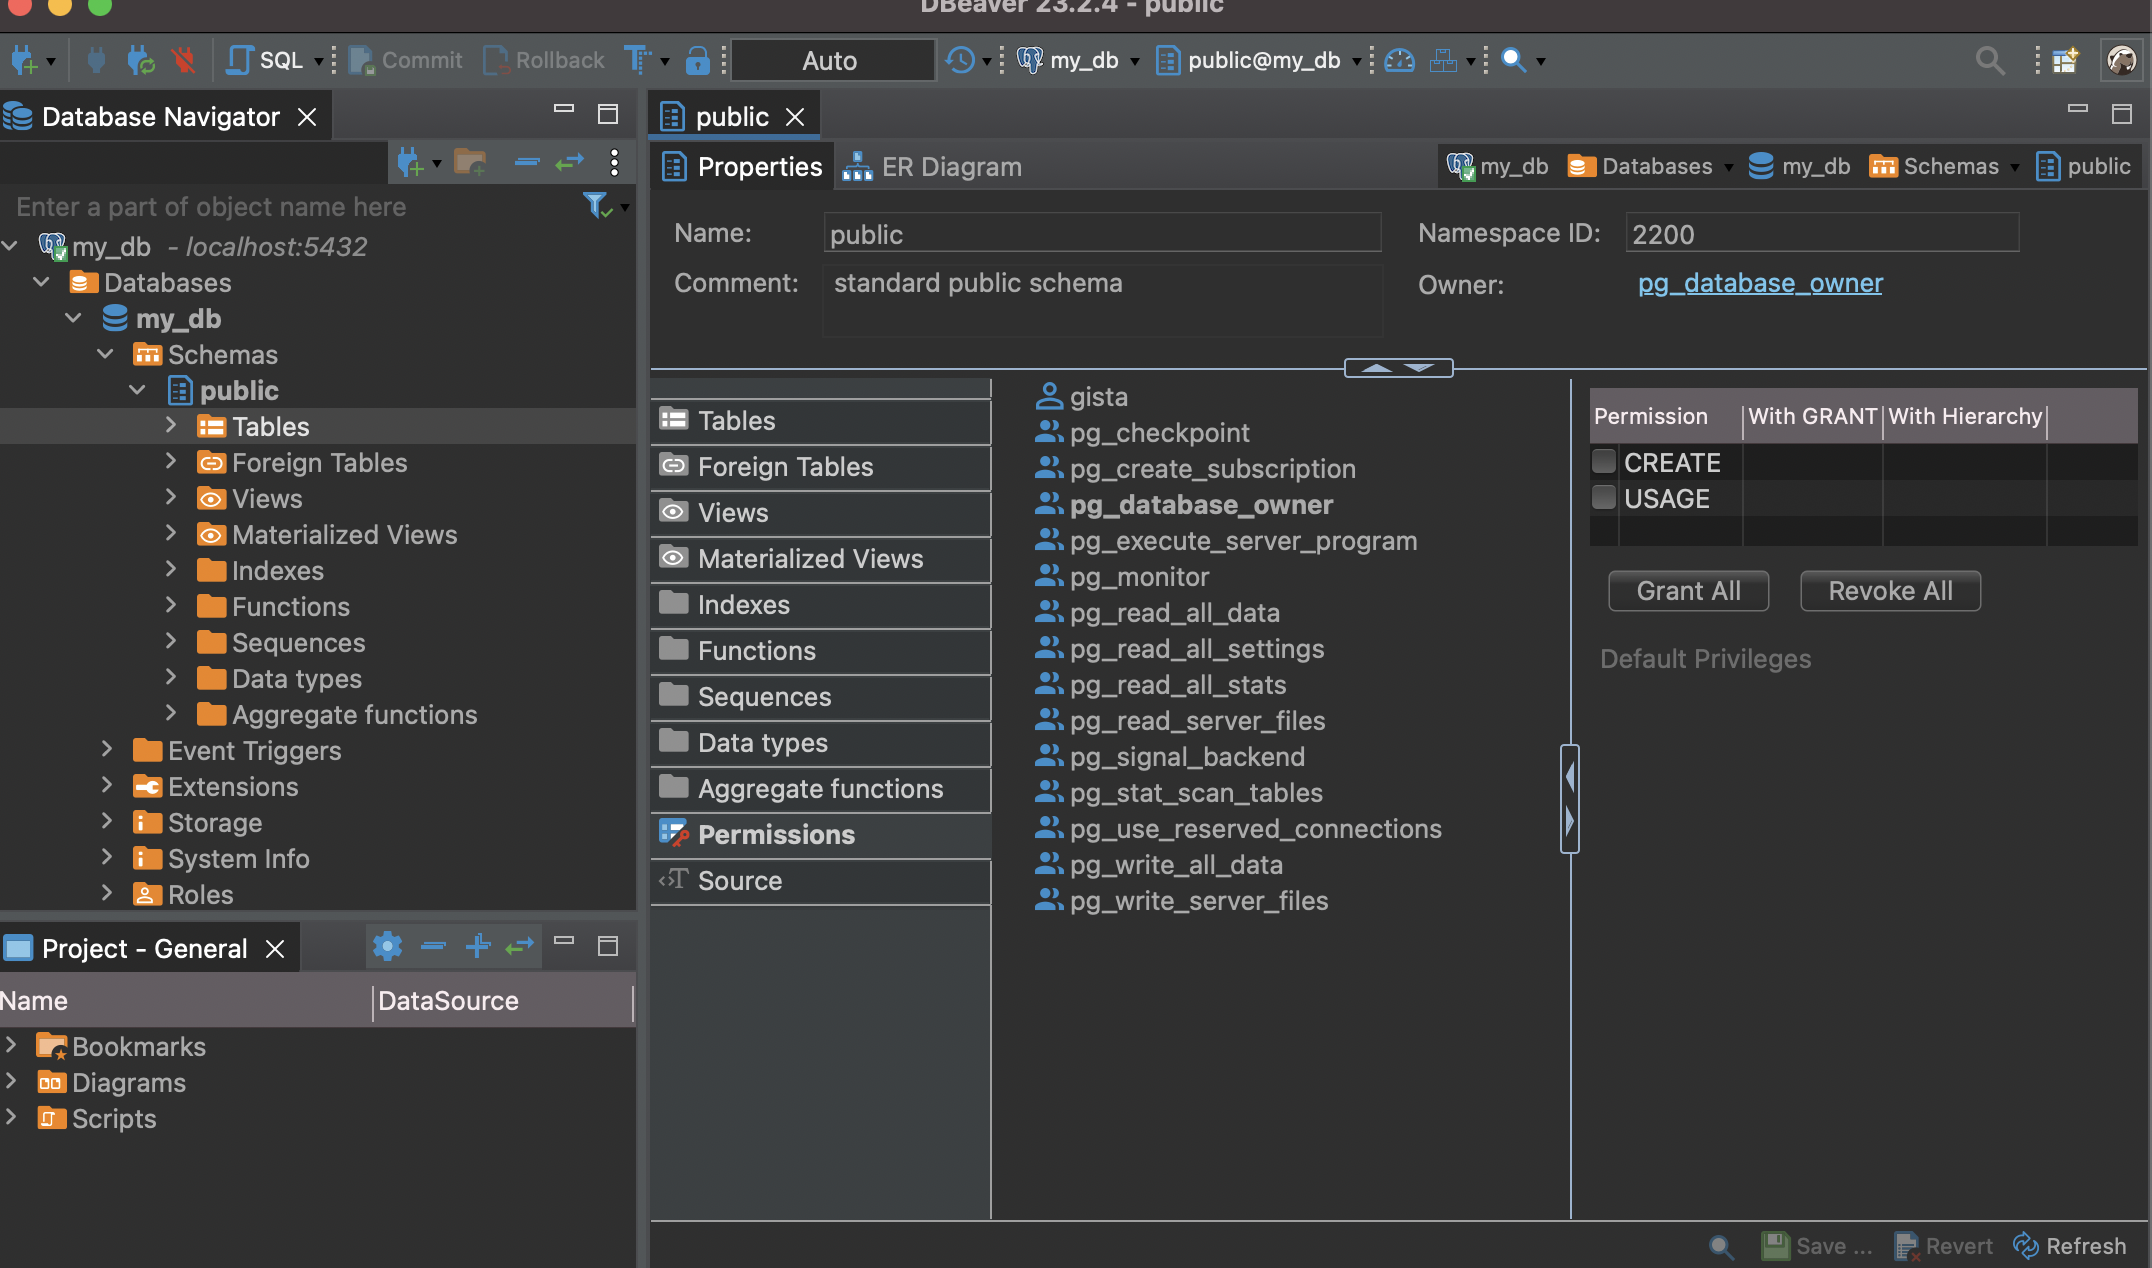 DBeaver 23.2.4 - public
SQL Commit Rollback Auto my_db public@my_db
Database Navigator
Enter a part of object name here
my_db - localhost:5432
Databases
my_db
Schemas
public
Tables
Foreign Tables
Views
Materialized Views
Indexes
Functions
Sequences
Data types
Aggregate functions
Event Triggers
Extensions
Storage
System Info
Roles
Project - General
Name DataSource
Bookmarks
Diagrams
Scripts
public
Properties ER Diagram my_db Databases my_db Schemas public
Name: public Namespace ID: 2200
Comment: standard public schema Owner: pg_database_owner
Tables
Foreign Tables
Views
Materialized Views
Indexes
Functions
Sequences
Data types
Aggregate functions
Permissions
Source
gista
pg_checkpoint
pg_create_subscription
pg_database_owner
pg_execute_server_program
pg_monitor
pg_read_all_data
pg_read_all_settings
pg_read_all_stats
pg_read_server_files
pg_signal_backend
pg_stat_scan_tables
pg_use_reserved_connections
pg_write_all_data
pg_write_server_files
Permission With GRANT With Hierarchy
CREATE
USAGE
Grant All Revoke All
Default Privileges
Save ... Revert Refresh